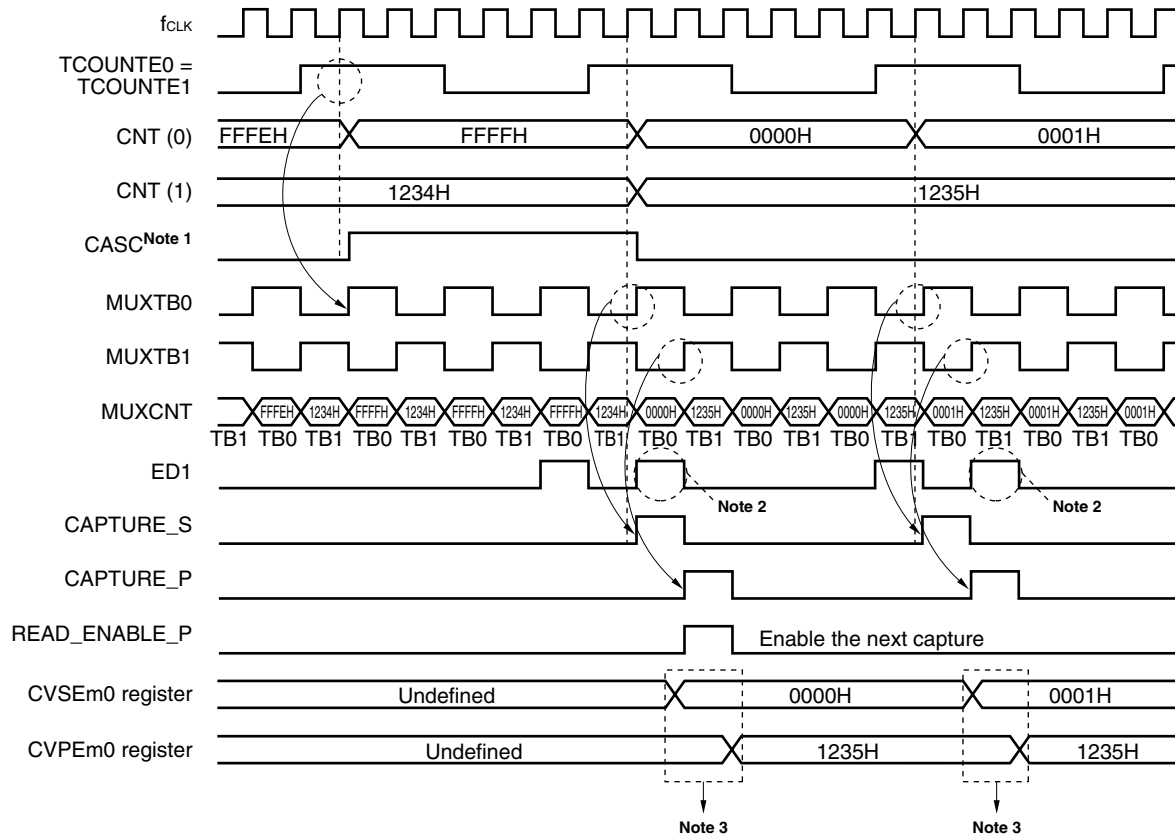 fCLK
TCOUNTE0 =
TCOUNTE1
CNT (0) FFFEH FFFFH 0000H 0001H
CNT (1) 1234H 1235H
CASC Note 1
MUXTB0
MUXTB1
MUXCNT FFFEH 1234H FFFFH 1234H FFFFH 1234H FFFFH 1234H 0000H 1235H 0000H 1235H 0000H 1235H 0001H 1235H 0001H 1235H 0001H
TB1 TB0 TB1 TB0 TB1 TB0 TB1 TB0 TB1 TB0 TB1 TB0 TB1 TB0 TB1 TB0 TB1 TB0 TB1 TB0
ED1
Note 2 Note 2
CAPTURE_S
CAPTURE_P
READ_ENABLE_P Enable the next capture
CVSEm0 register Undefined 0000H 0001H
CVPEm0 register Undefined 1235H 1235H
Note 3 Note 3